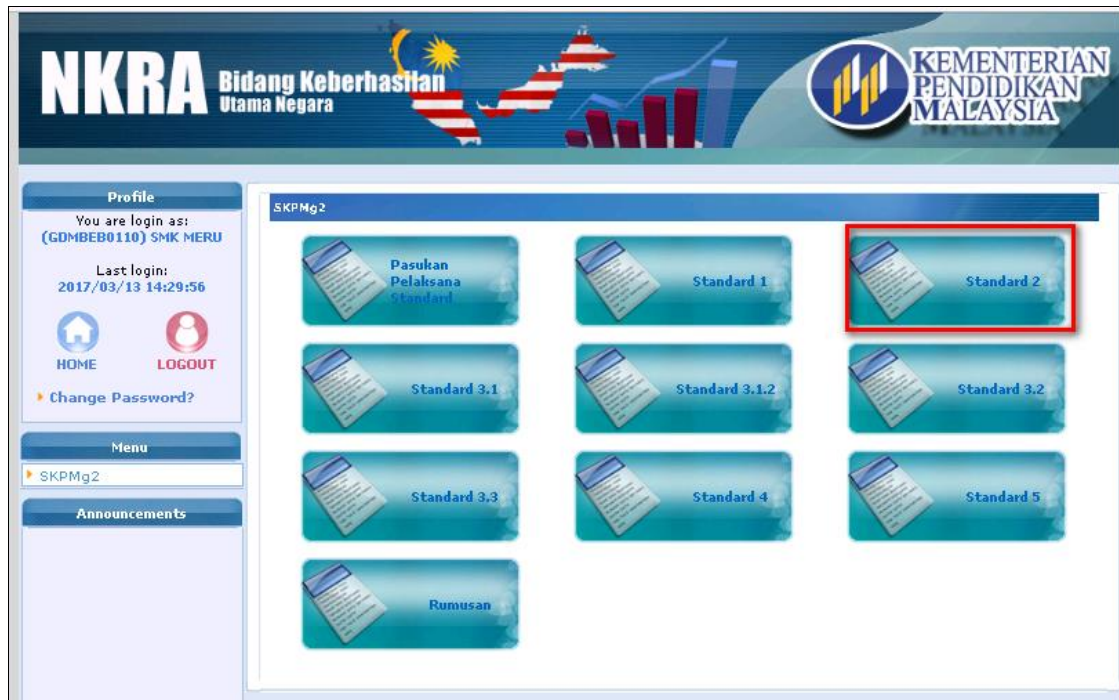 NKRA
Bidang Keberhasilan
Utama Negara
KEMENTERIAN
PENDIDIKAN
MALAYSIA
Profile
You are login as:
(GDMBEB0110) SMK MERU
Last login:
2017/03/13 14:29:56
HOME
LOGOUT
Change Password?
Menu
SKPMg2
Announcements
SKPMg2
Pasukan
Pelaksana
Standard
Standard 1
Standard 2
Standard 3.1
Standard 3.1.2
Standard 3.2
Standard 3.3
Standard 4
Standard 5
Rumusan